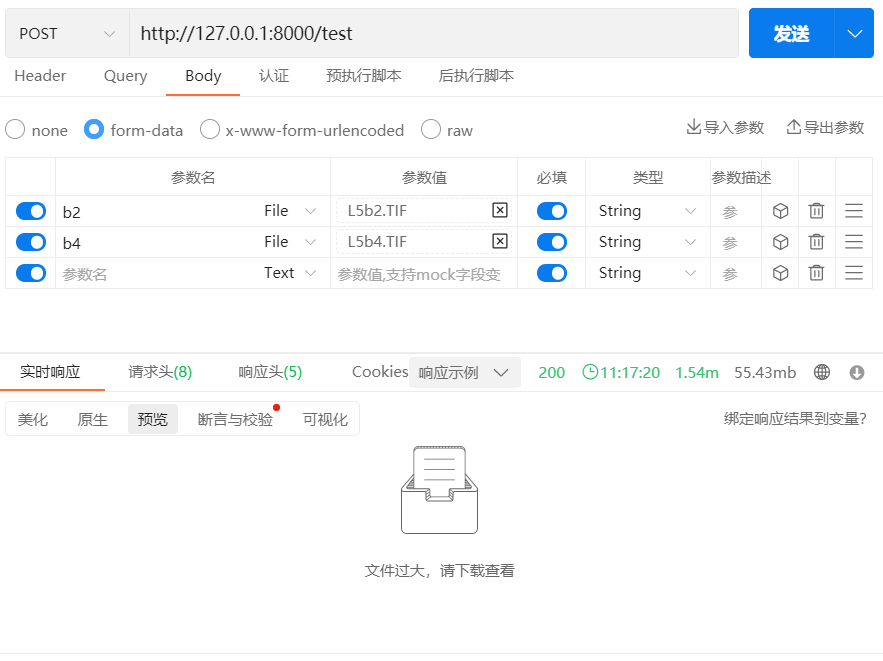 POST http://127.0.0.1:8000/test 发送
Header Query Body 认证 预执行脚本 后执行脚本
none form-data x-www-form-urlencoded raw 导入参数 导出参数
参数名 参数值 必填 类型 参数描述
b2 File L5b2.TIF String 参
b4 File L5b4.TIF String 参
参数名 Text 参数值,支持mock字段变 String 参
实时响应 请求头(8) 响应头(5) Cookies 响应示例 200 11:17:20 1.54m 55.43mb
美化 原生 预览 断言与校验 可视化 绑定响应结果到变量?
文件过大，请下载查看